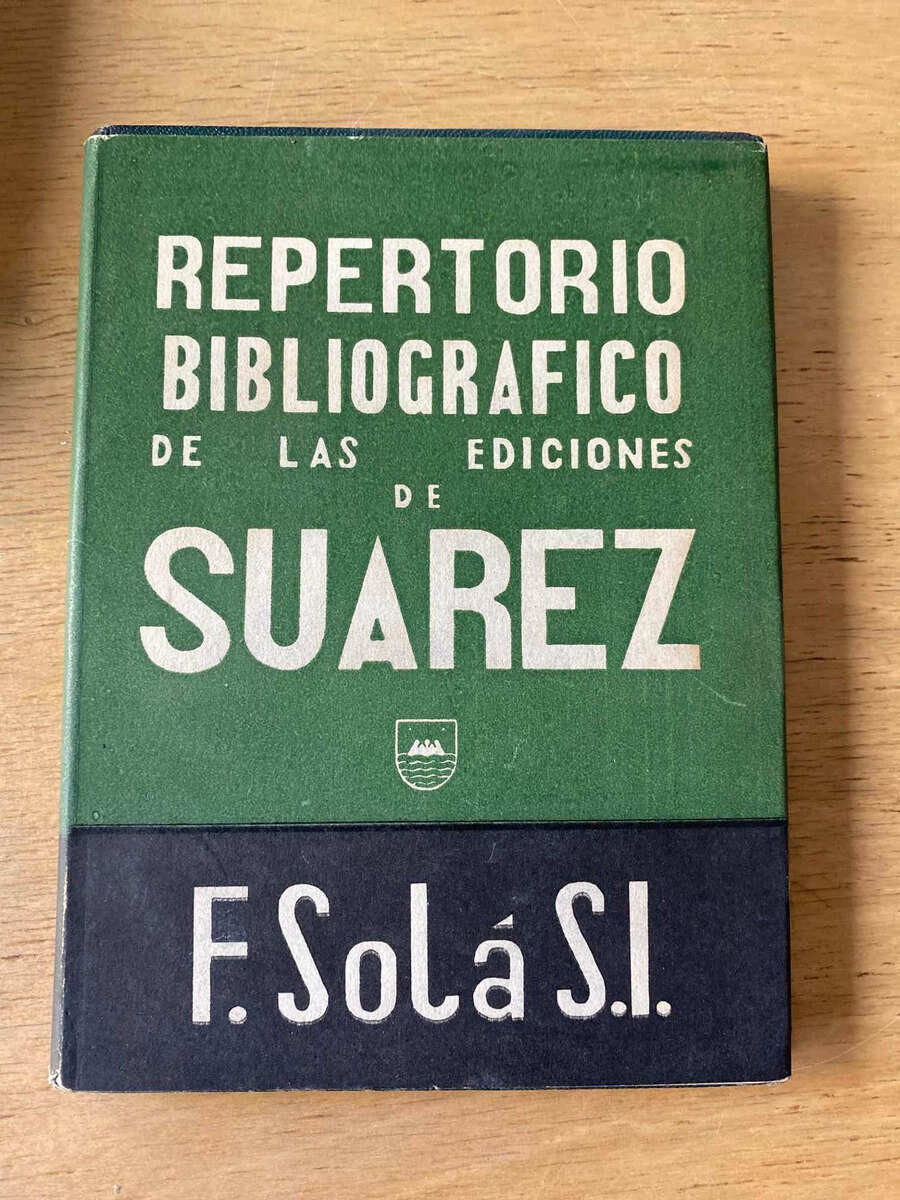 REPERTORIO
BIBLIOGRAFICO
DE LAS EDICIONES
DE
SUAREZ
F. Solá S.I.